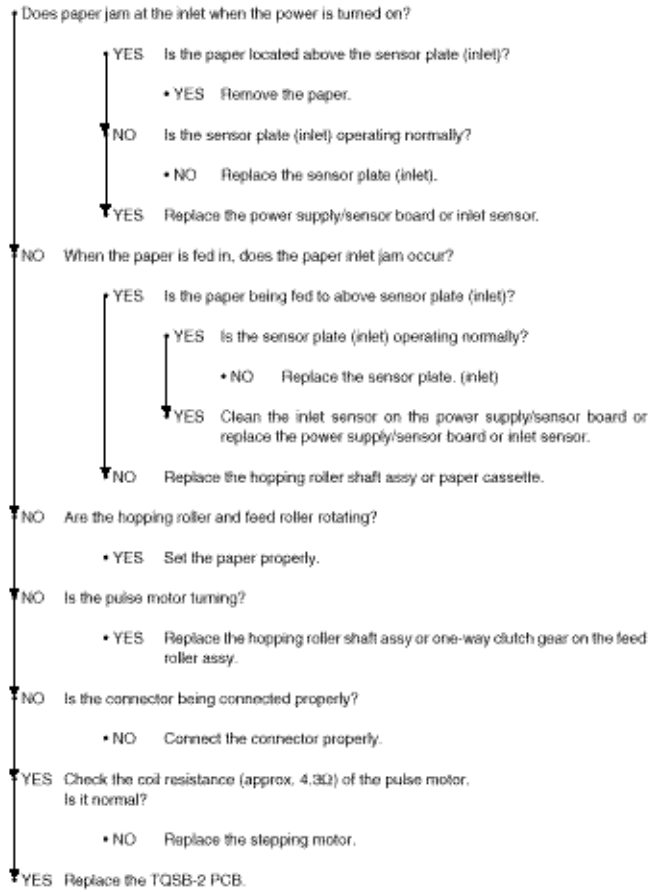 • Does paper jam at the inlet when the power is turned on?
• YES Is the paper located above the sensor plate (inlet)?
• YES Remove the paper.
NO Is the sensor plate (inlet) operating normally?
• NO Replace the sensor plate (inlet).
YES Replace the power supply/sensor board or inlet sensor.
NO When the paper is fed in, does the paper inlet jam occur?
• YES Is the paper being fed to above sensor plate (inlet)?
• YES Is the sensor plate (inlet) operating normally?
• NO Replace the sensor plate. (inlet)
YES Clean the inlet sensor on the power supply/sensor board or
replace the power supply/sensor board or inlet sensor.
NO Replace the hopping roller shaft assy or paper cassette.
NO Are the hopping roller and feed roller rotating?
• YES Set the paper properly.
NO Is the pulse motor turning?
• YES Replace the hopping roller shaft assy or one-way clutch gear on the feed
roller assy.
NO Is the connector being connected properly?
• NO Connect the connector properly.
YES Check the coil resistance (approx. 4.3Ω) of the pulse motor.
Is it normal?
• NO Replace the stepping motor.
YES Replace the TQSB-2 PCB.